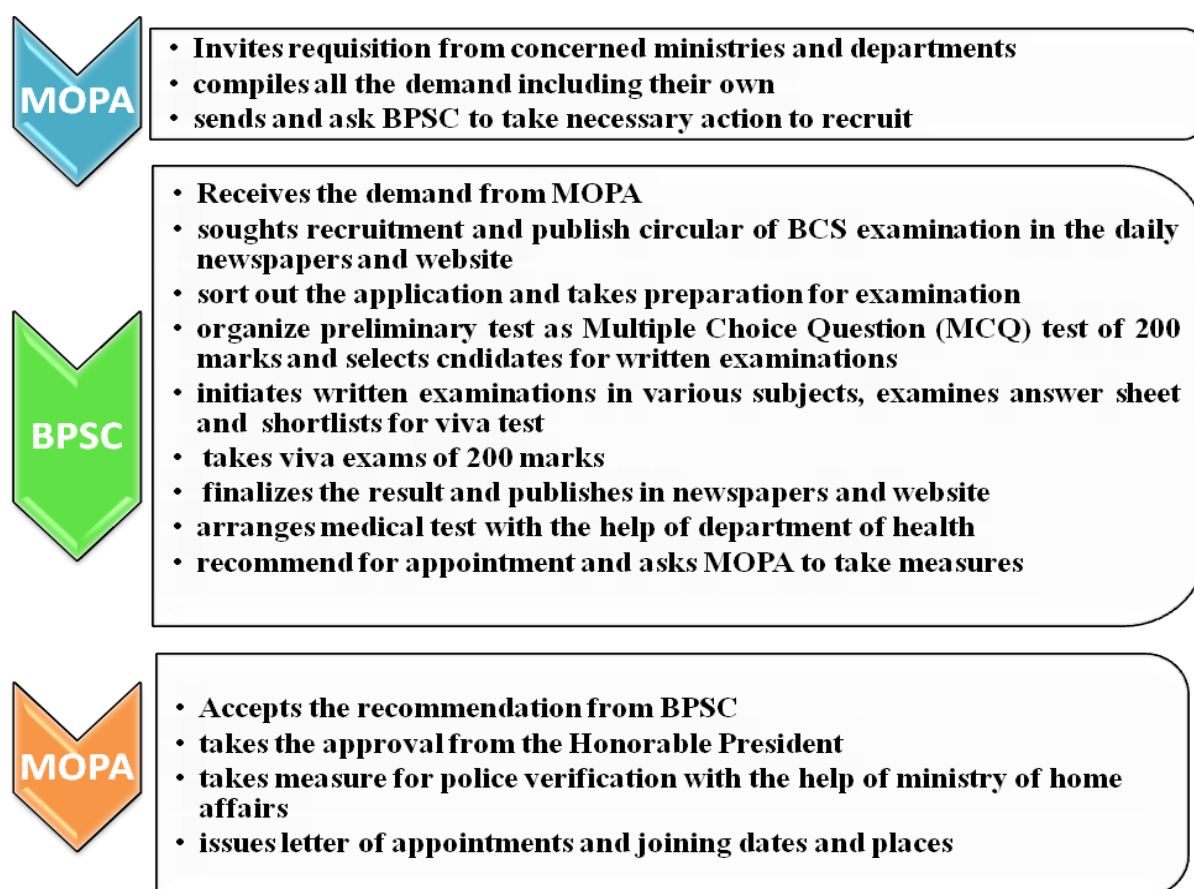 MOPA
• Invites requisition from concerned ministries and departments
• compiles all the demand including their own
• sends and ask BPSC to take necessary action to recruit
BPSC
• Receives the demand from MOPA
• soughts recruitment and publish circular of BCS examination in the daily
newspapers and website
• sort out the application and takes preparation for examination
• organize preliminary test as Multiple Choice Question (MCQ) test of 200
marks and selects cndidates for written examinations
• initiates written examinations in various subjects, examines answer sheet
and shortlists for viva test
• takes viva exams of 200 marks
• finalizes the result and publishes in newspapers and website
• arranges medical test with the help of department of health
• recommend for appointment and asks MOPA to take measures
MOPA
• Accepts the recommendation from BPSC
• takes the approval from the Honorable President
• takes measure for police verification with the help of ministry of home
affairs
• issues letter of appointments and joining dates and places